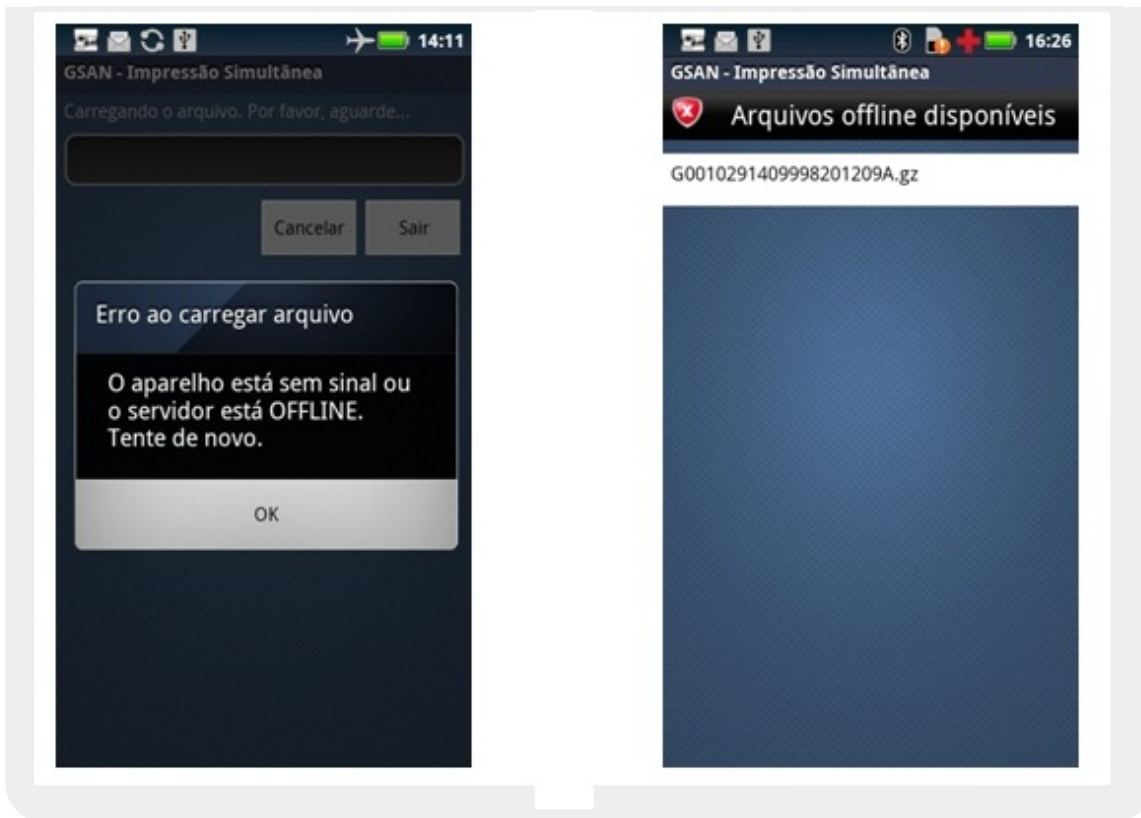 14:11
GSAN - Impressão Simultânea
Carregando o arquivo. Por favor, aguarde...
Cancelar
Sair
Erro ao carregar arquivo
O aparelho está sem sinal ou
o servidor está OFFLINE.
Tente de novo.
OK
16:26
GSAN - Impressão Simultânea
Arquivos offline disponíveis
G0010291409998201209A.gz